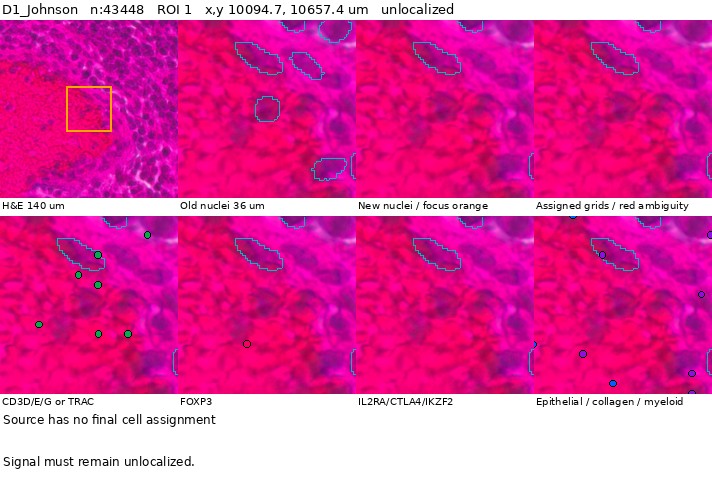 D1_Johnson   n:43448   ROI 1   x,y 10094.7, 10657.4 um   unlocalized
H&E 140 um
Old nuclei 36 um
New nuclei / focus orange
Assigned grids / red ambiguity
CD3D/E/G or TRAC
FOXP3
IL2RA/CTLA4/IKZF2
Epithelial / collagen / myeloid
Source has no final cell assignment
Signal must remain unlocalized.